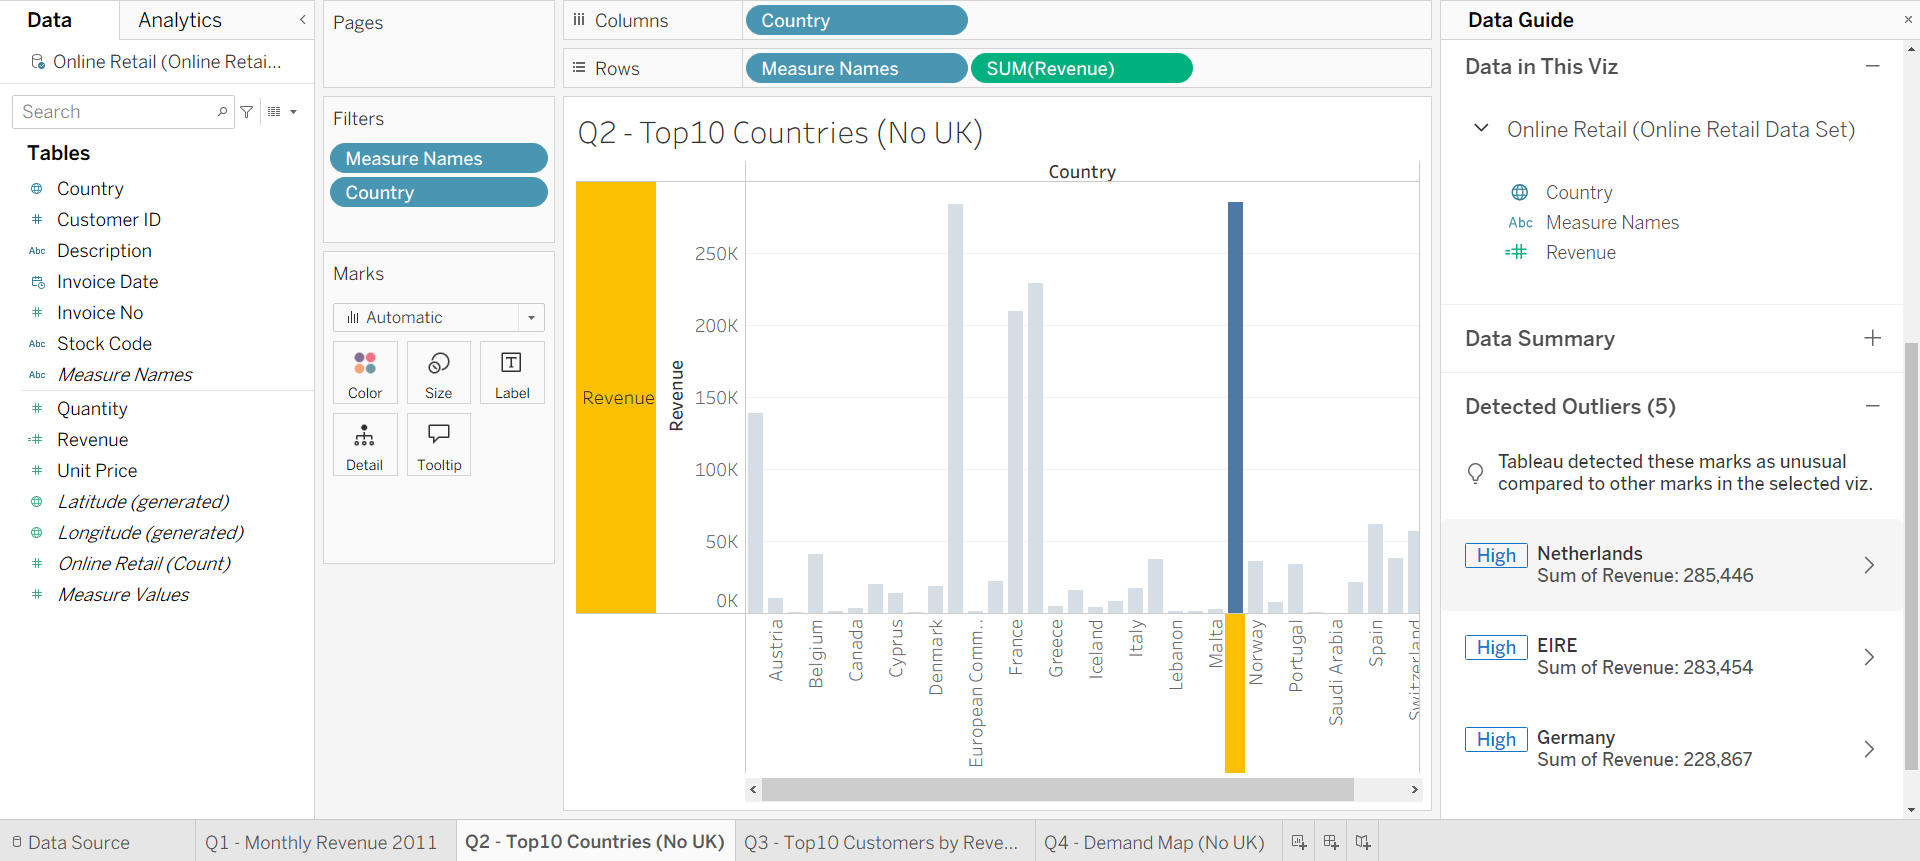 Data
Analytics
Online Retail (Online Retai...
Search
Tables
Country
Customer ID
Abc Description
Invoice Date
Invoice No
Abc Stock Code
Abc Measure Names
Quantity
Revenue
Unit Price
Latitude (generated)
Longitude (generated)
Online Retail (Count)
Measure Values
Pages
Filters
Measure Names
Country
Marks
Automatic
Color
Size
Label
Detail
Tooltip
Columns
Country
Rows
Measure Names
SUM(Revenue)
Q2 - Top10 Countries (No UK)
Country
Revenue
Revenue
250K
200K
150K
100K
50K
0K
Austria
Belgium
Canada
Cyprus
Denmark
European Comm..
France
Greece
Iceland
Italy
Lebanon
Malta
Norway
Portugal
Saudi Arabia
Spain
Switzerland
Data Guide
Data in This Viz
Online Retail (Online Retail Data Set)
Country
Abc Measure Names
Revenue
Data Summary
Detected Outliers (5)
Tableau detected these marks as unusual
compared to other marks in the selected viz.
High Netherlands
Sum of Revenue: 285,446
High EIRE
Sum of Revenue: 283,454
High Germany
Sum of Revenue: 228,867
Data Source
Q1 - Monthly Revenue 2011
Q2 - Top10 Countries (No UK)
Q3 - Top10 Customers by Reve...
Q4 - Demand Map (No UK)